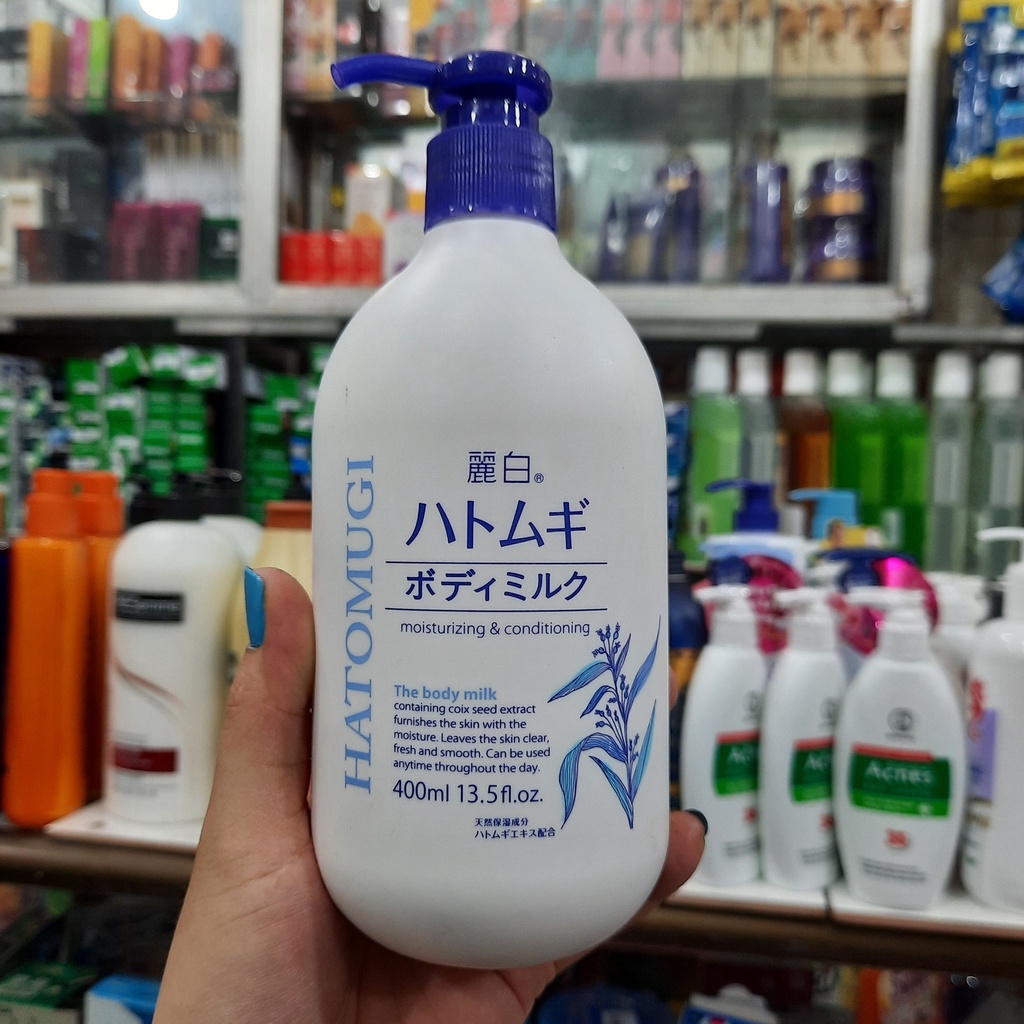 麗白®
ハトムギ
ボディミルク
moisturizing & conditioning
HATOMUGI
The body milk
containing coix seed extract
furnishes the skin with the
moisture. Leaves the skin clear,
fresh and smooth. Can be used
anytime throughout the day.
400ml 13.5fl.oz.
天然保湿成分
ハトムギエキス配合
Acnes